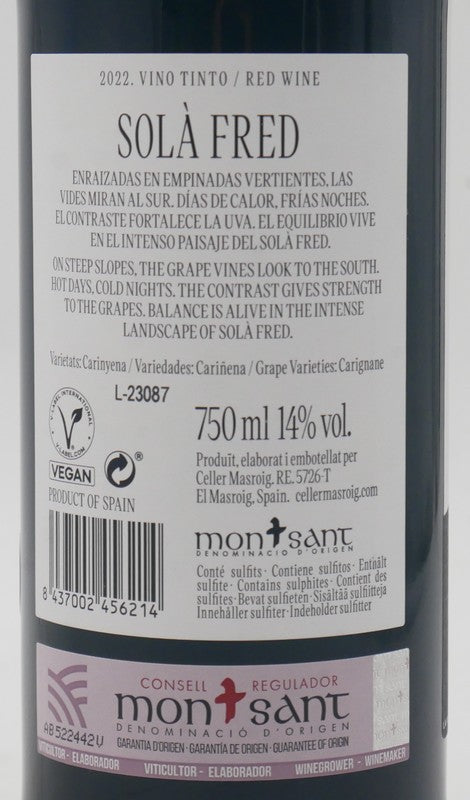 2022. VINO TINTO / RED WINE
SOLÀ FRED
ENRAIZADAS EN EMPINADAS VERTIENTES, LAS
VIDES MIRAN AL SUR. DÍAS DE CALOR, FRÍAS NOCHES.
EL CONTRASTE FORTALECE LA UVA. EL EQUILIBRIO VIVE
EN EL INTENSO PAISAJE DEL SOLÀ FRED.
ON STEEP SLOPES, THE GRAPE VINES LOOK TO THE SOUTH.
HOT DAYS, COLD NIGHTS. THE CONTRAST GIVES STRENGTH
TO THE GRAPES. BALANCE IS ALIVE IN THE INTENSE
LANDSCAPE OF SOLÀ FRED.
Varietats: Carinyena / Variedades: Cariñena / Grape Varieties: Carignane
L-23087
V-LABEL INTERNATIONAL
V-LABEL.COM
VEGAN
PRODUCT OF SPAIN
8 437002 456214
750 ml 14% vol.
Produït, elaborat i embotellat per
Celler Masroig. RE. 5726-T
El Masroig, Spain. cellermasroig.com
montsant
DENOMINACIÓ D'ORIGEN
Conté sulfits · Contiene sulfitos · Enthält
sulfite · Contains sulphites · Contient des
sulfites · Bevat sulfieten · Sisältää sulfiitteja
Innehåller sulfiter · Indeholder sulfitter
CONSELL REGULADOR
montsant
DENOMINACIÓ D'ORIGEN
GARANTIA D'ORIGEN · GARANTÍA DE ORIGEN · GUARANTEE OF ORIGIN
AB522442U
VITICULTOR - ELABORADOR VITICULTOR - ELABORADOR WINEGROWER - WINEMAKER